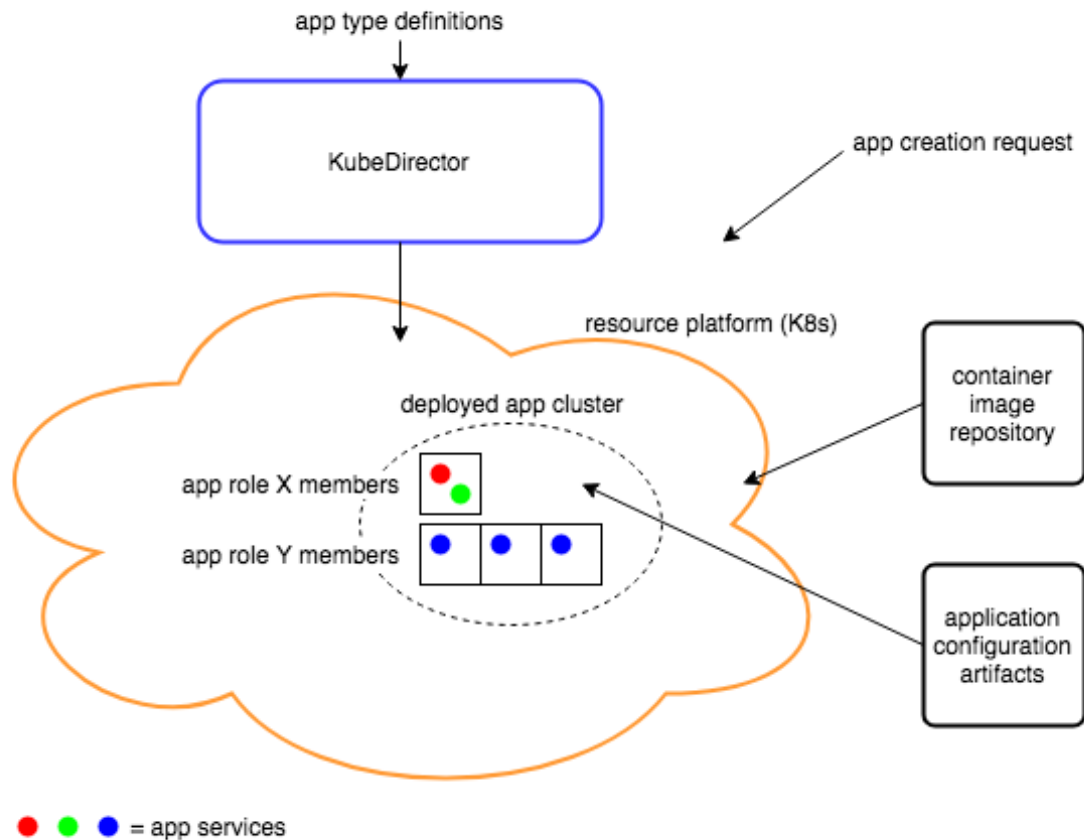 app type definitions
KubeDirector
app creation request
resource platform (K8s)
container
image
repository
deployed app cluster
app role X members
app role Y members
application
configuration
artifacts
= app services